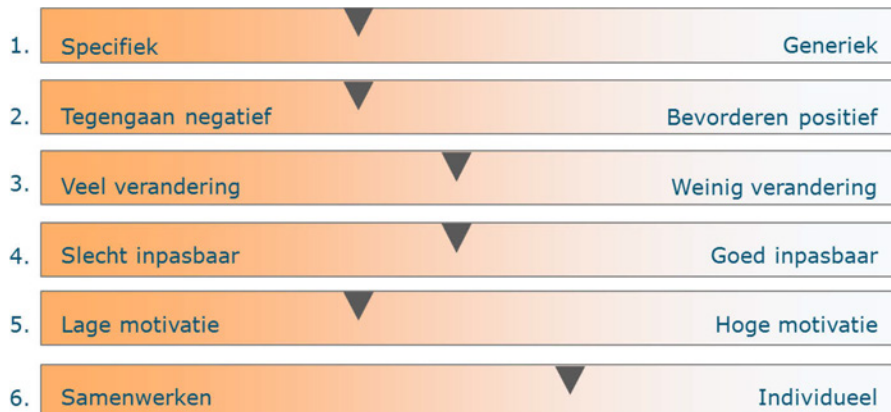 1. Specifiek Generiek
2. Tegengaan negatief Bevorderen positief
3. Veel verandering Weinig verandering
4. Slecht inpasbaar Goed inpasbaar
5. Lage motivatie Hoge motivatie
6. Samenwerken Individueel